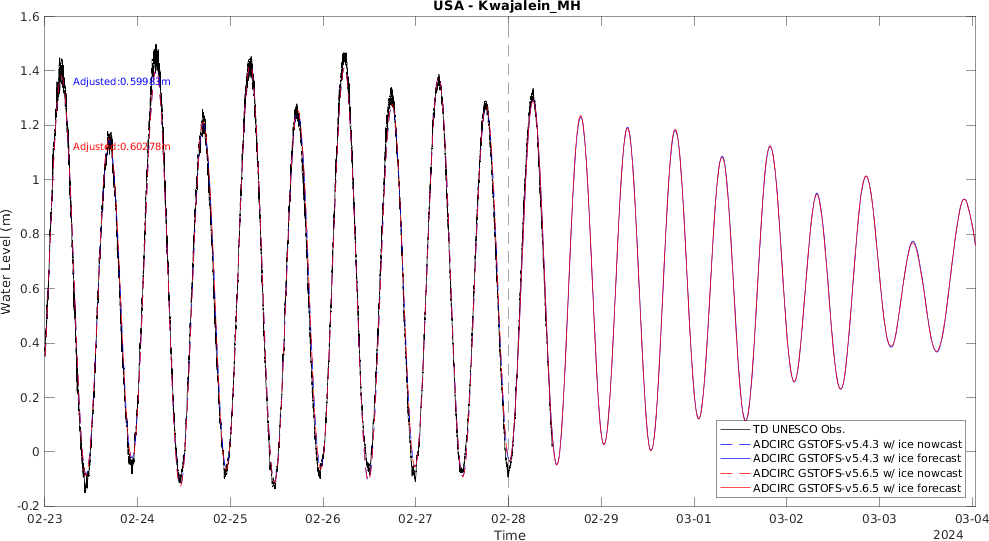 USA - Kwajalein_MH
1.6
1.4
1.2
1
0.8
0.6
0.4
0.2
0
-0.2
Water Level (m)
Adjusted:0.59983m
Adjusted:0.60278m
TD UNESCO Obs.
ADCIRC GSTOFS-v5.4.3 w/ ice nowcast
ADCIRC GSTOFS-v5.4.3 w/ ice forecast
ADCIRC GSTOFS-v5.6.5 w/ ice nowcast
ADCIRC GSTOFS-v5.6.5 w/ ice forecast
02-23 02-24 02-25 02-26 02-27 02-28 02-29 03-01 03-02 03-03 03-04
Time
2024